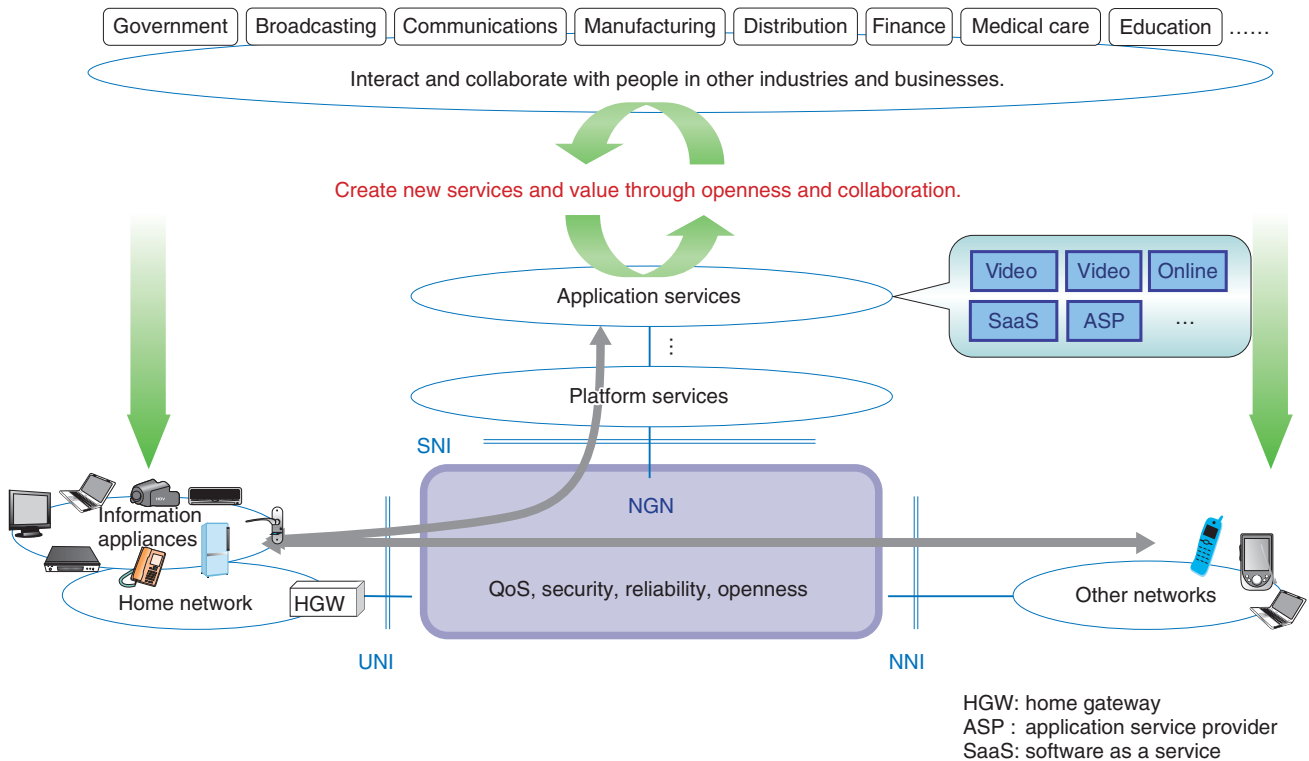 Government Broadcasting Communications Manufacturing Distribution Finance Medical care Education ......
Interact and collaborate with people in other industries and businesses.
Create new services and value through openness and collaboration.
Application services
Video Video Online
SaaS ASP ...
...
Platform services
SNI
NGN
QoS, security, reliability, openness
HDV
Information
appliances
Home network
HGW
UNI
NNI
Other networks
HGW: home gateway
ASP : application service provider
SaaS: software as a service